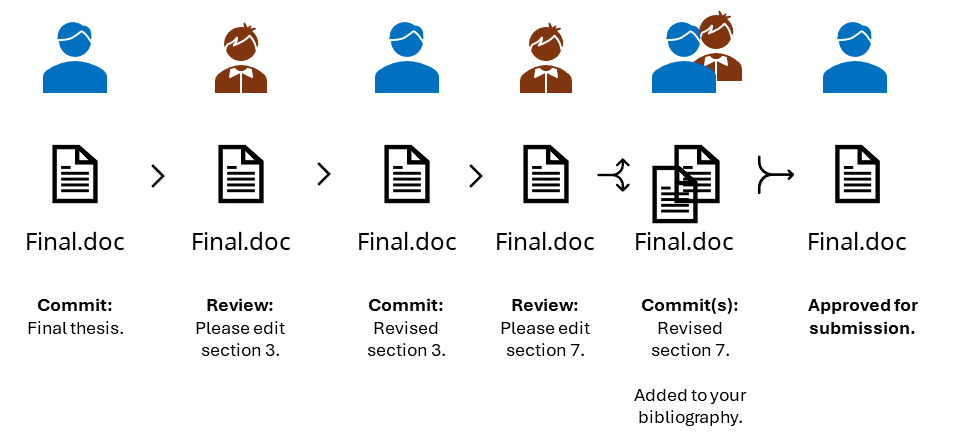 Final.doc
Final.doc
Final.doc
Final.doc
Final.doc
Final.doc
Commit:
Final thesis.
Review:
Please edit
section 3.
Commit:
Revised
section 3.
Review:
Please edit
section 7.
Commit(s):
Revised
section 7.
Added to your
bibliography.
Approved for
submission.